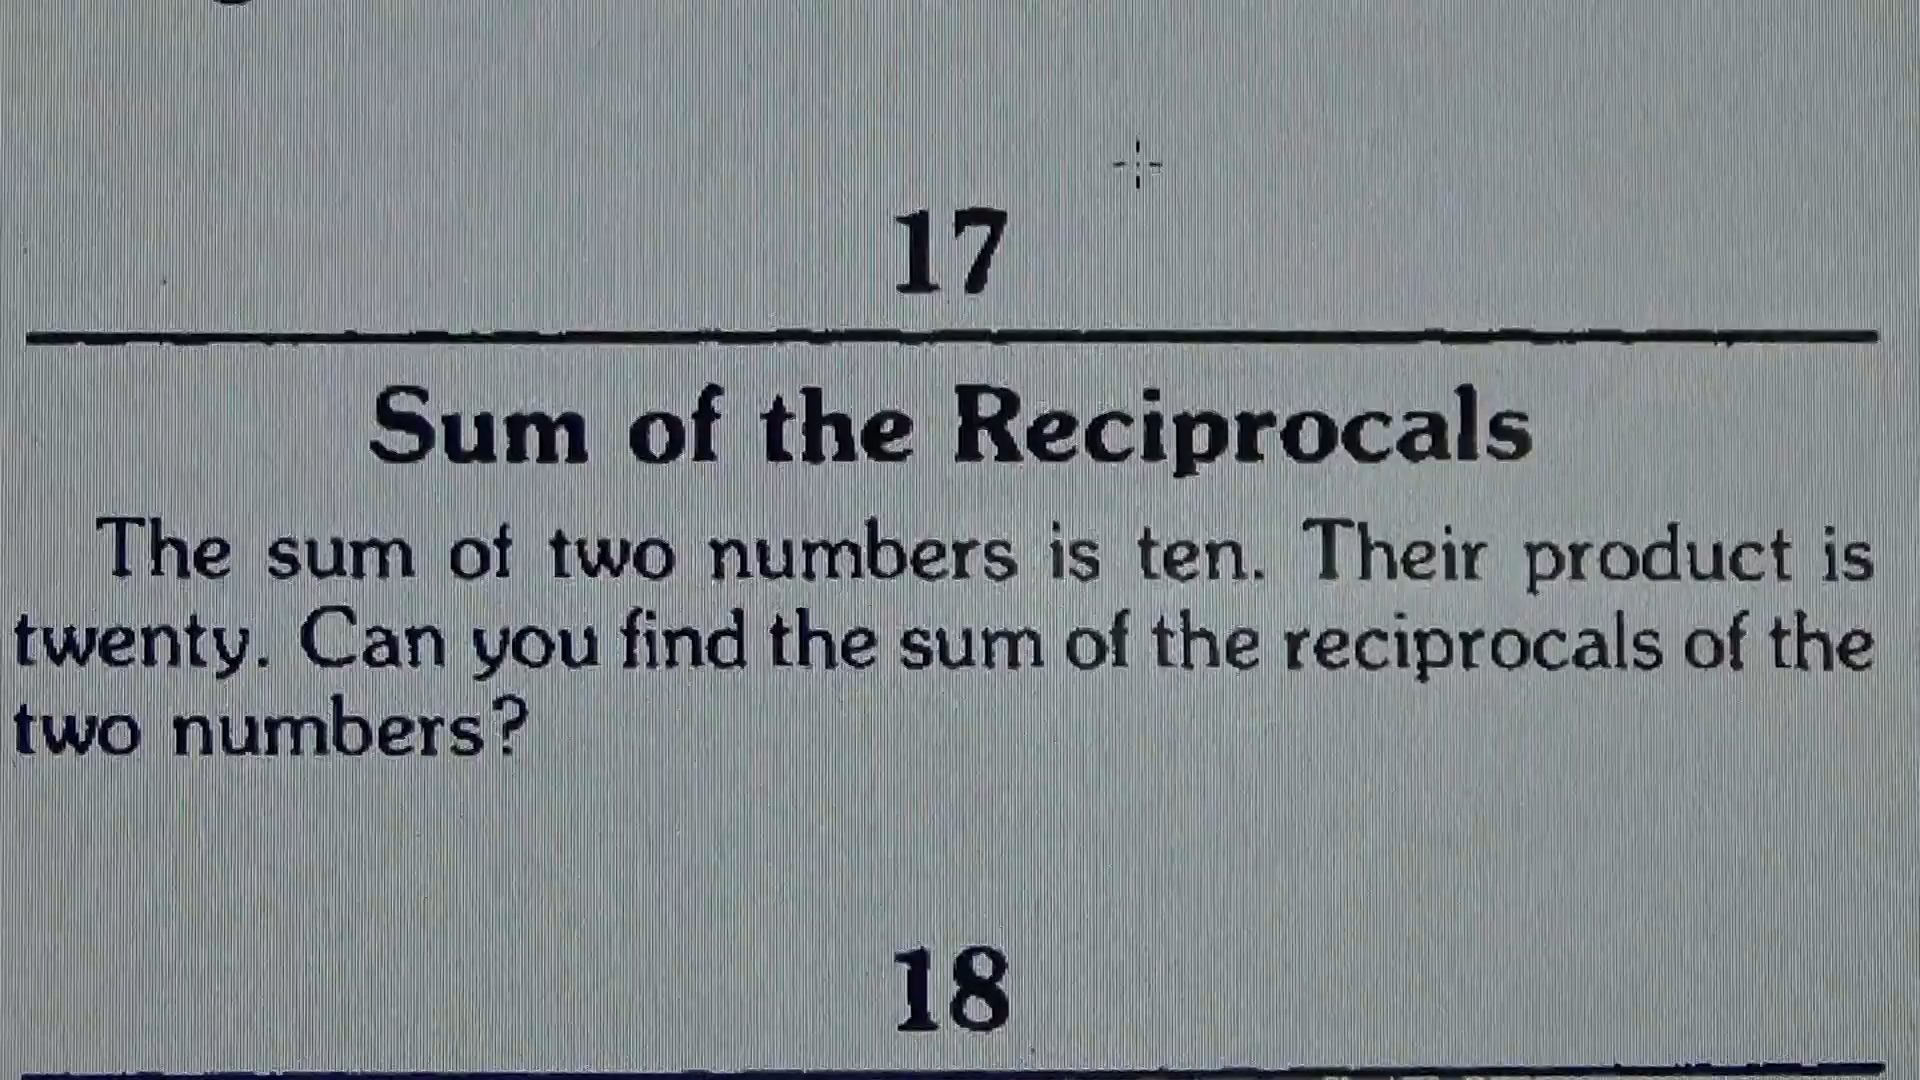 17
Sum of the Reciprocals
The sum of two numbers is ten. Their product is
twenty. Can you find the sum of the reciprocals of the
two numbers?
18